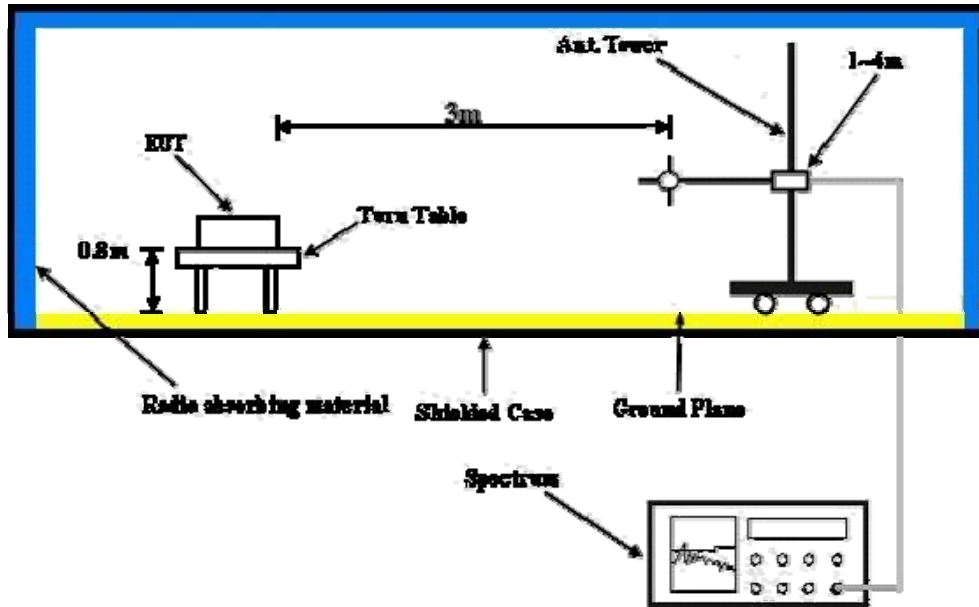 Ant. Tower
1~4m
3m
EUT
Turn Table
0.8m
Radio absorbing material
Shielded Case
Ground Plane
Spectrum